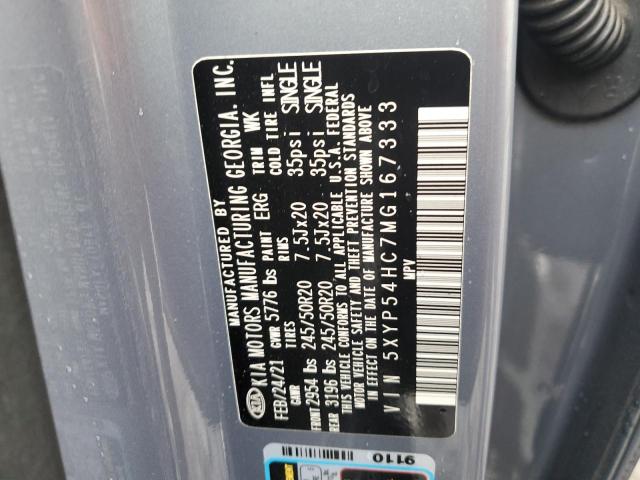 MANUFACTURED BY
KIA KIA MOTORS MANUFACTURING GEORGIA, INC.
FEB/24/21 GVWR 5776 lbs PAINT ERG TRIM WK
GAWR TIRES RIMS COLD TIRE INFL
FRONT 2954 lbs 245/50R20 7.5Jx20 35psi SINGLE
REAR 3196 lbs 245/50R20 7.5Jx20 35psi SINGLE
THIS VEHICLE CONFORMS TO ALL APPLICABLE U.S.A. FEDERAL
MOTOR VEHICLE SAFETY AND THEFT PREVENTION STANDARDS
IN EFFECT ON THE DATE OF MANUFACTURE SHOWN ABOVE
VIN 5XYP54HC7MG167333
MPV
9110